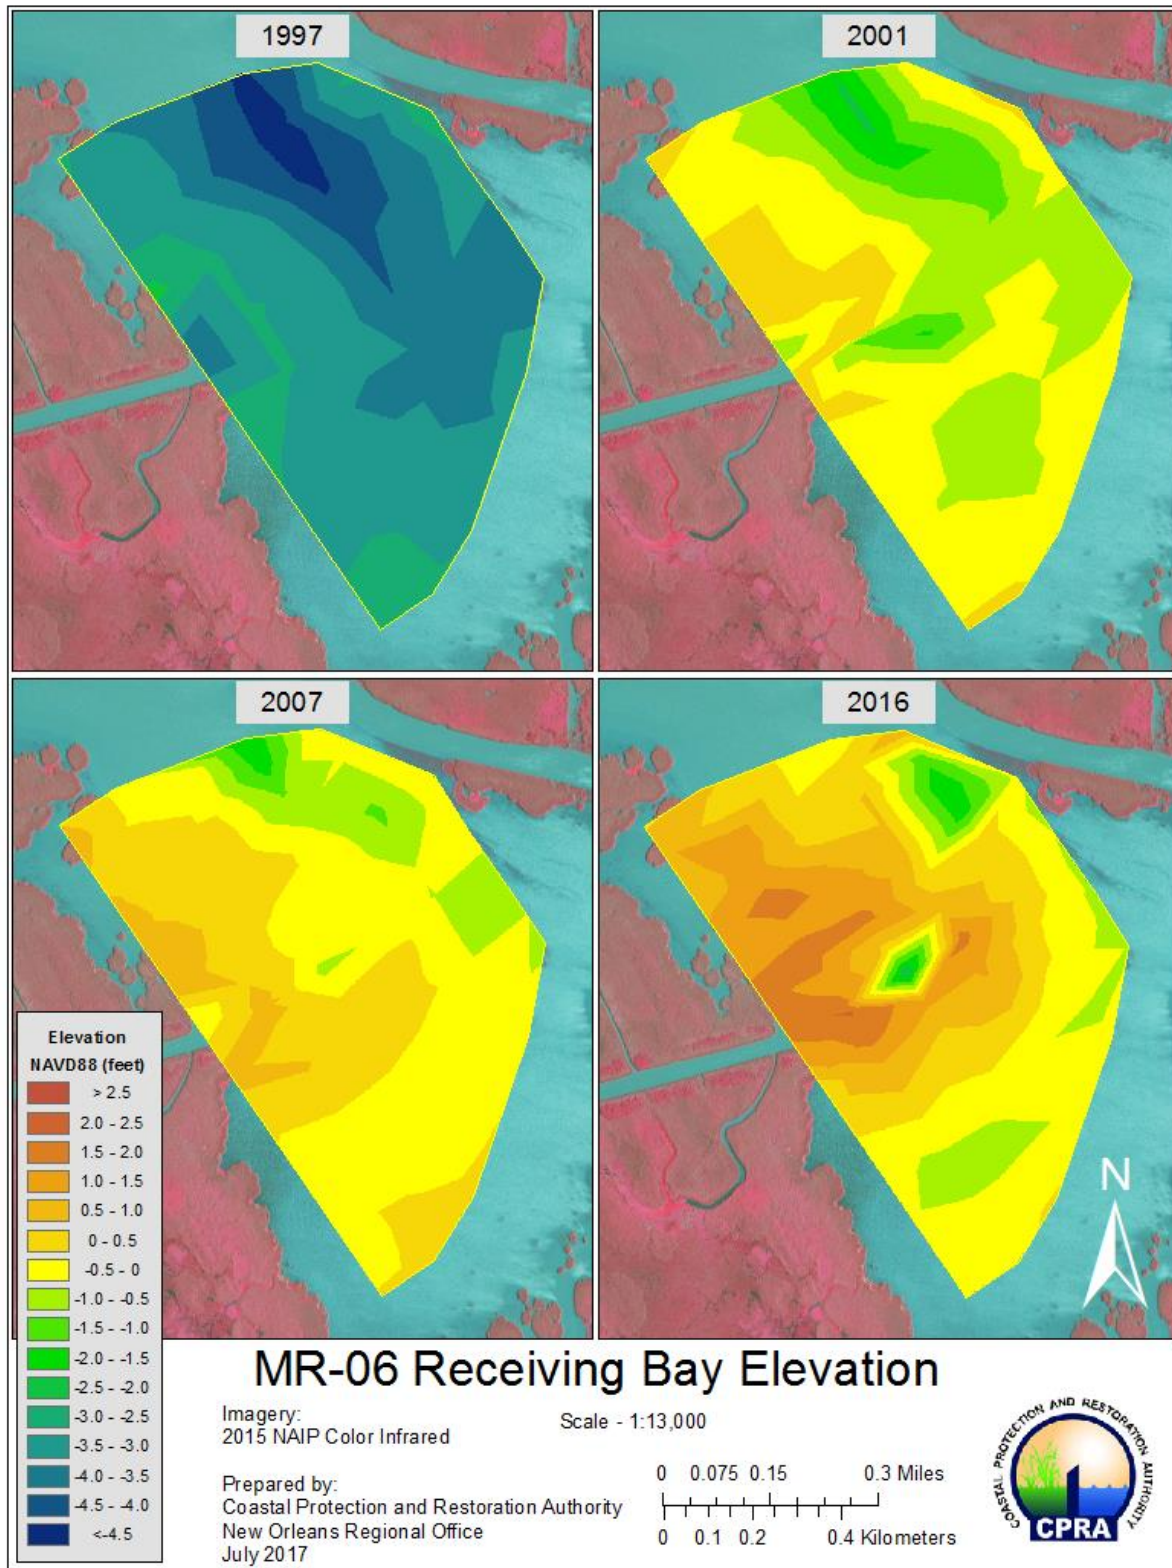 1997
2001
2007
2016
Elevation
NAVD88 (feet)
> 2.5
2.0 - 2.5
1.5 - 2.0
1.0 - 1.5
0.5 - 1.0
0 - 0.5
-0.5 - 0
-1.0 - -0.5
-1.5 - -1.0
-2.0 - -1.5
-2.5 - -2.0
-3.0 - -2.5
-3.5 - -3.0
-4.0 - -3.5
-4.5 - -4.0
<-4.5
N
MR-06 Receiving Bay Elevation
Imagery:
2015 NAIP Color Infrared
Scale - 1:13,000
Prepared by:
Coastal Protection and Restoration Authority
New Orleans Regional Office
July 2017
0 0.075 0.15 0.3 Miles
0 0.1 0.2 0.4 Kilometers
COASTAL PROTECTION AND RESTORATION AUTHORITY
CPRA